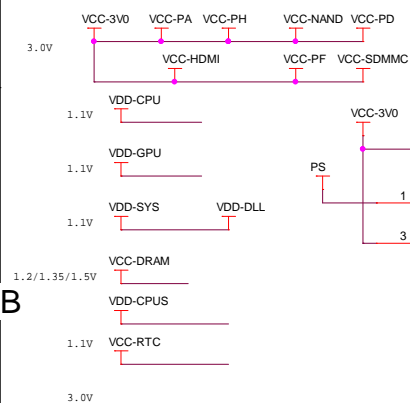 VCC-3V0 VCC-PA VCC-PH VCC-NAND VCC-PD
3.0V
VCC-HDMI VCC-PF VCC-SDMMC
VDD-CPU
1.1V
VCC-3V0
VDD-GPU
1.1V
PS
1
VDD-SYS VDD-DLL
1.1V
3
VCC-DRAM
1.2/1.35/1.5V
B
VDD-CPUS
1.1V
VCC-RTC
3.0V